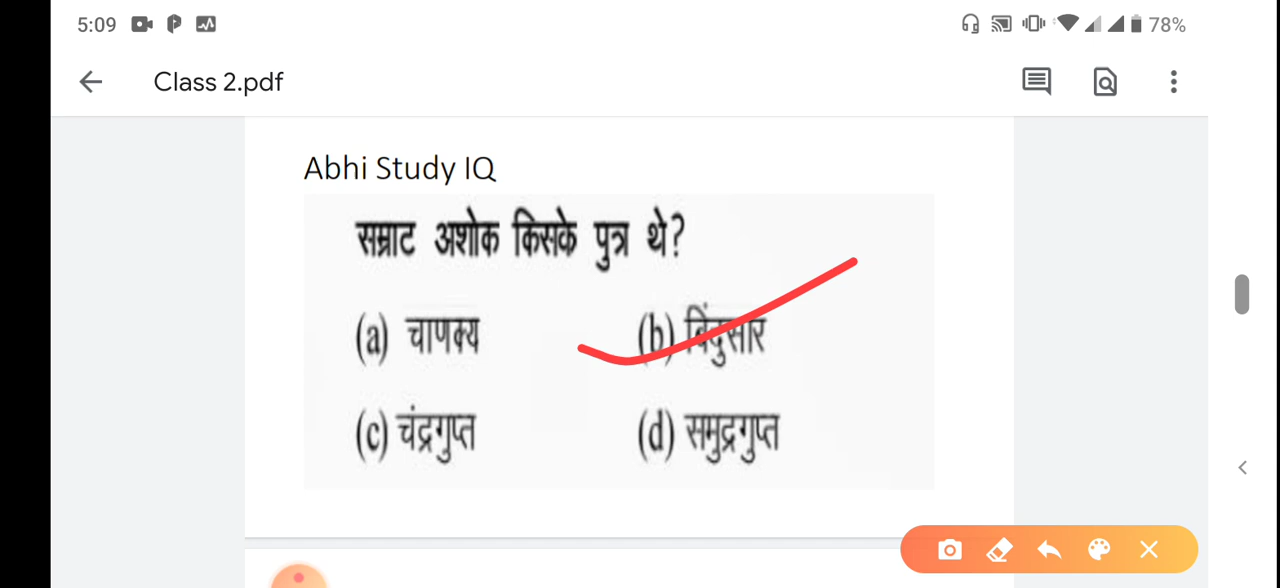 5:09 78%
Class 2.pdf
Abhi Study IQ
सम्राट अशोक किसके पुत्र थे?
(a) चाणक्य (b) बिंदुसार
(c) चंद्रगुप्त (d) समुद्रगुप्त